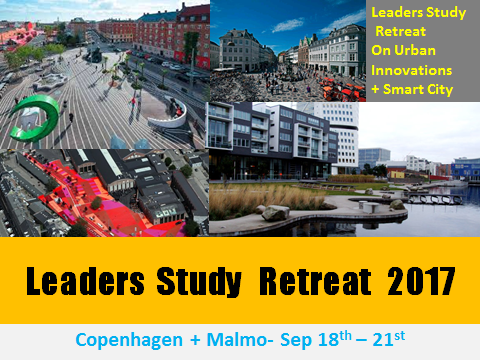 Leaders Study
Retreat
On Urban
Innovations
+ Smart City
Leaders Study Retreat 2017
Copenhagen + Malmo- Sep 18th – 21st